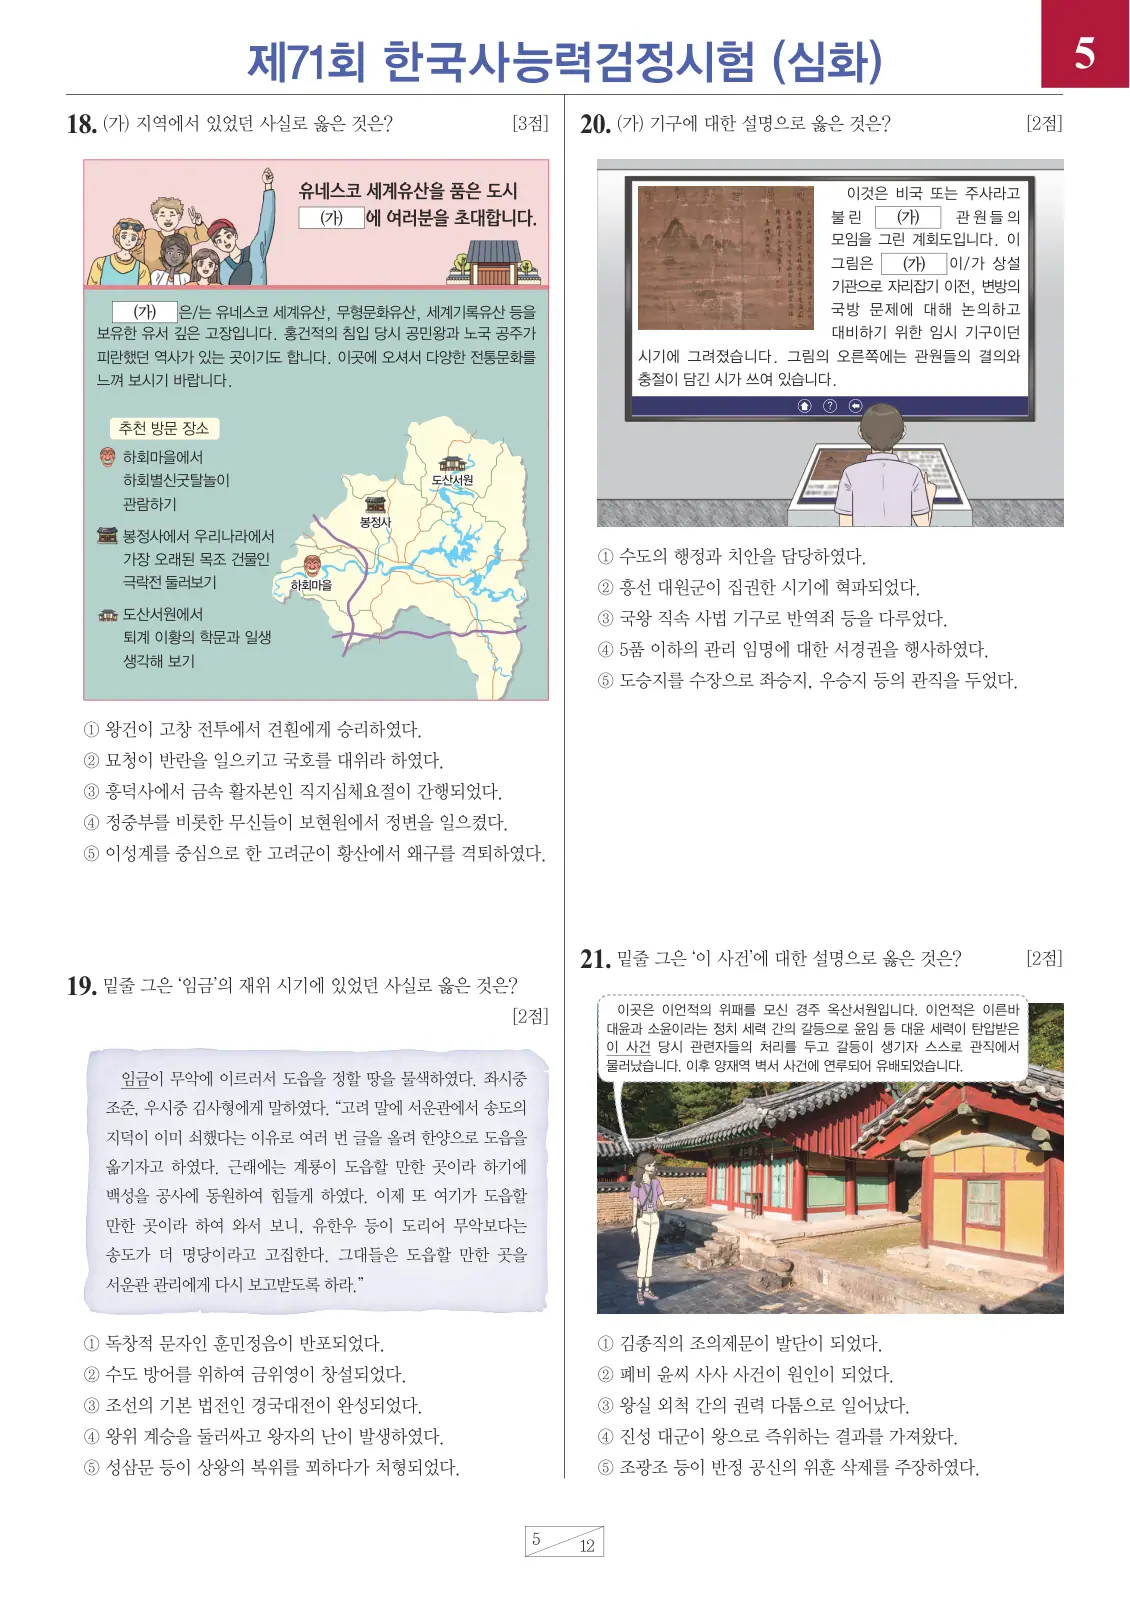 제71회 한국사능력검정시험 (심화)
5
18. (가) 지역에서 있었던 사실로 옳은 것은? [3점]
유네스코 세계유산을 품은 도시
(가) 에 여러분을 초대합니다.
(가) 은/는 유네스코 세계유산, 무형문화유산, 세계기록유산 등을
보유한 유서 깊은 고장입니다. 홍건적의 침입 당시 공민왕과 노국 공주가
피란했던 역사가 있는 곳이기도 합니다. 이곳에 오셔서 다양한 전통문화를
느껴 보시기 바랍니다.
추천 방문 장소
하회마을에서
하회별신굿탈놀이
관람하기
봉정사에서 우리나라에서
가장 오래된 목조 건물인
극락전 둘러보기
도산서원에서
퇴계 이황의 학문과 일생
생각해 보기
도산서원
봉정사
하회마을
① 왕건이 고창 전투에서 견훤에게 승리하였다.
② 묘청이 반란을 일으키고 국호를 대위라 하였다.
③ 흥덕사에서 금속 활자본인 직지심체요절이 간행되었다.
④ 정중부를 비롯한 무신들이 보현원에서 정변을 일으켰다.
⑤ 이성계를 중심으로 한 고려군이 황산에서 왜구를 격퇴하였다.
19. 밑줄 그은 ‘임금’의 재위 시기에 있었던 사실로 옳은 것은?
[2점]
임금이 무악에 이르러서 도읍을 정할 땅을 물색하였다. 좌시중
조준, 우시중 김사형에게 말하였다. “고려 말에 서운관에서 송도의
지덕이 이미 쇠했다는 이유로 여러 번 글을 올려 한양으로 도읍을
옮기자고 하였다. 근래에는 계룡이 도읍할 만한 곳이라 하기에
백성을 공사에 동원하여 힘들게 하였다. 이제 또 여기가 도읍할
만한 곳이라 하여 와서 보니, 유한우 등이 도리어 무악보다는
송도가 더 명당이라고 고집한다. 그대들은 도읍할 만한 곳을
서운관 관리에게 다시 보고받도록 하라.”
① 독창적 문자인 훈민정음이 반포되었다.
② 수도 방어를 위하여 금위영이 창설되었다.
③ 조선의 기본 법전인 경국대전이 완성되었다.
④ 왕위 계승을 둘러싸고 왕자의 난이 발생하였다.
⑤ 성삼문 등이 상왕의 복위를 꾀하다가 처형되었다.
20. (가) 기구에 대한 설명으로 옳은 것은? [2점]
이것은 비국 또는 주사라고
불린 (가) 관원들의
모임을 그린 계회도입니다. 이
그림은 (가) 이/가 상설
기관으로 자리잡기 이전, 변방의
국방 문제에 대해 논의하고
대비하기 위한 임시 기구이던
시기에 그려졌습니다. 그림의 오른쪽에는 관원들의 결의와
충절이 담긴 시가 쓰여 있습니다.
① 수도의 행정과 치안을 담당하였다.
② 흥선 대원군이 집권한 시기에 혁파되었다.
③ 국왕 직속 사법 기구로 반역죄 등을 다루었다.
④ 5품 이하의 관리 임명에 대한 서경권을 행사하였다.
⑤ 도승지를 수장으로 좌승지, 우승지 등의 관직을 두었다.
21. 밑줄 그은 ‘이 사건’에 대한 설명으로 옳은 것은? [2점]
이곳은 이언적의 위패를 모신 경주 옥산서원입니다. 이언적은 이른바
대윤과 소윤이라는 정치 세력 간의 갈등으로 윤임 등 대윤 세력이 탄압받은
이 사건 당시 관련자들의 처리를 두고 갈등이 생기자 스스로 관직에서
물러났습니다. 이후 양재역 벽서 사건에 연루되어 유배되었습니다.
① 김종직의 조의제문이 발단이 되었다.
② 폐비 윤씨 사사 사건이 원인이 되었다.
③ 왕실 외척 간의 권력 다툼으로 일어났다.
④ 진성 대군이 왕으로 즉위하는 결과를 가져왔다.
⑤ 조광조 등이 반정 공신의 위훈 삭제를 주장하였다.
5
12